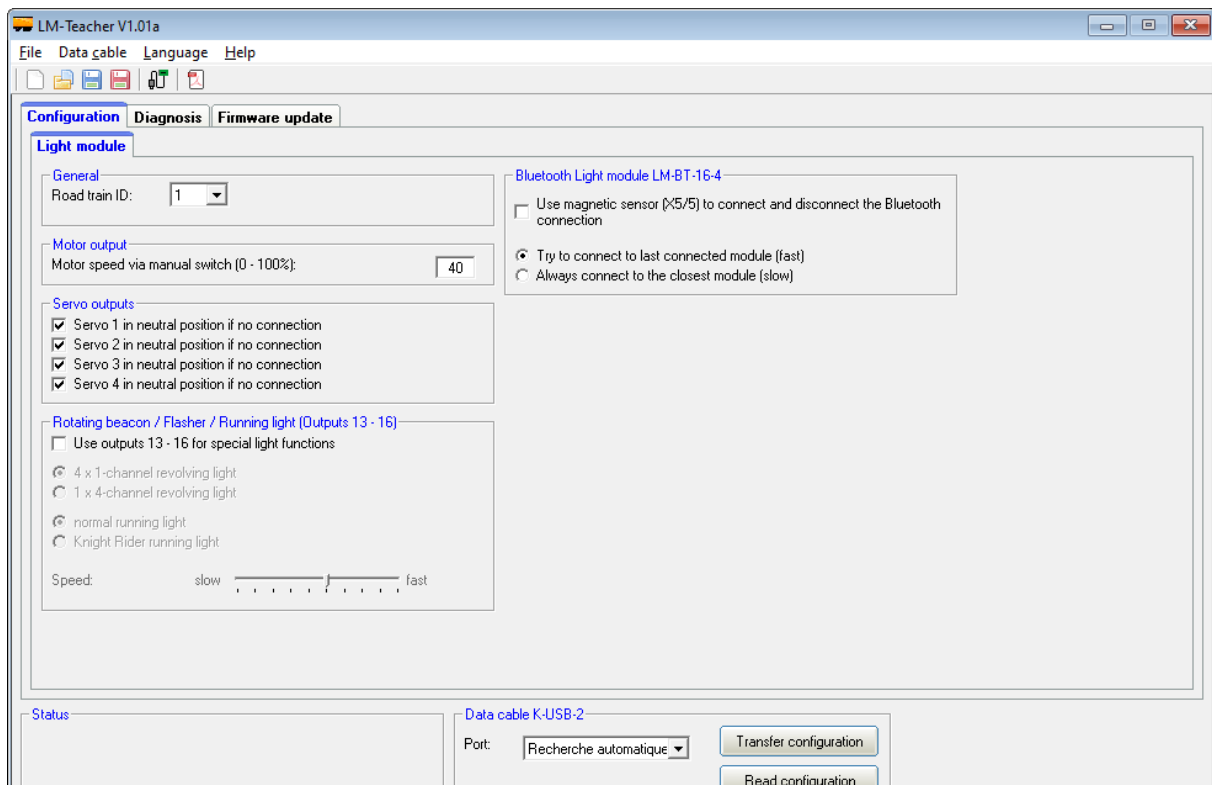 LM-Teacher V1.01a
File Data cable Language Help
Configuration Diagnosis Firmware update
Light module
General
Road train ID: 1
Motor output
Motor speed via manual switch (0 - 100%): 40
Servo outputs
Servo 1 in neutral position if no connection
Servo 2 in neutral position if no connection
Servo 3 in neutral position if no connection
Servo 4 in neutral position if no connection
Rotating beacon / Flasher / Running light (Outputs 13 - 16)
Use outputs 13 - 16 for special light functions
4 x 1-channel revolving light
1 x 4-channel revolving light
normal running light
Knight Rider running light
Speed: slow fast
Bluetooth Light module LM-BT-16-4
Use magnetic sensor (X5/5) to connect and disconnect the Bluetooth
connection
Try to connect to last connected module (fast)
Always connect to the closest module (slow)
Status
Data cable K-USB-2
Port: Recherche automatique
Transfer configuration
Read configuration